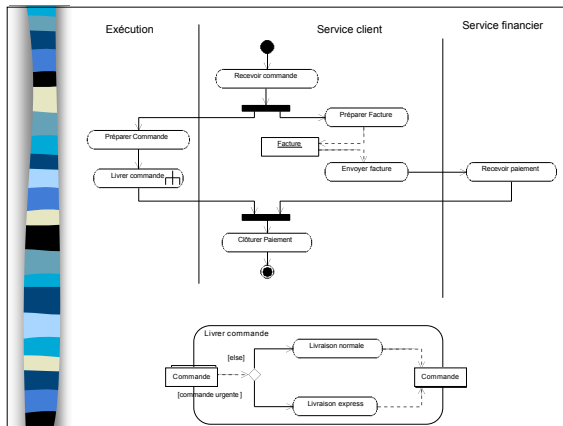 Exécution
Service client
Service financier
Recevoir commande
Préparer Facture
Préparer Commande
Facture
Livrer commande
Envoyer facture
Recevoir paiement
Clôturer Paiement
Livrer commande
[else]
Livraison normale
Commande
Commande
[commande urgente ]
Livraison express